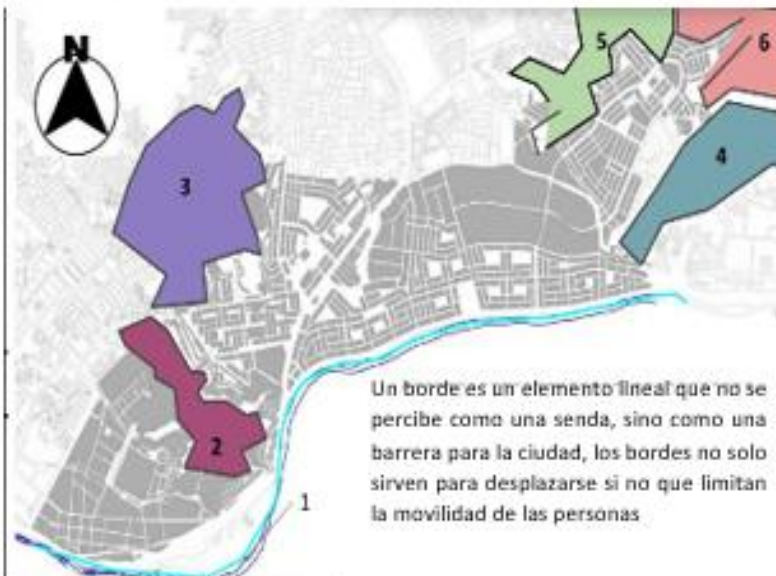 N
5
6
4
3
Un borde es un elemento lineal que no se
percibe como una senda, sino como una
barrera para la ciudad, los bordes no solo
sirven para desplazarse si no que limitan
la movilidad de las personas
2
1